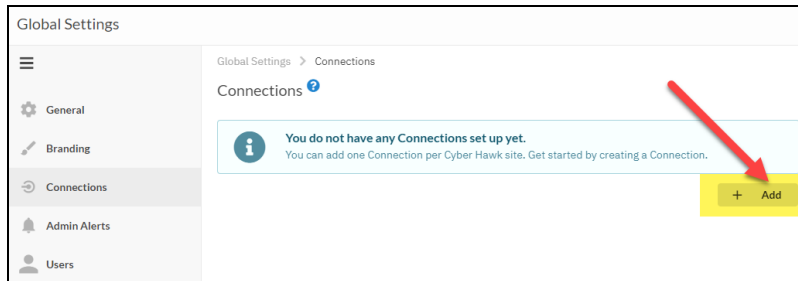 Global Settings
Global Settings > Connections
Connections ?
General
Branding
Connections
Admin Alerts
Users
You do not have any Connections set up yet.
You can add one Connection per Cyber Hawk site. Get started by creating a Connection.
+ Add